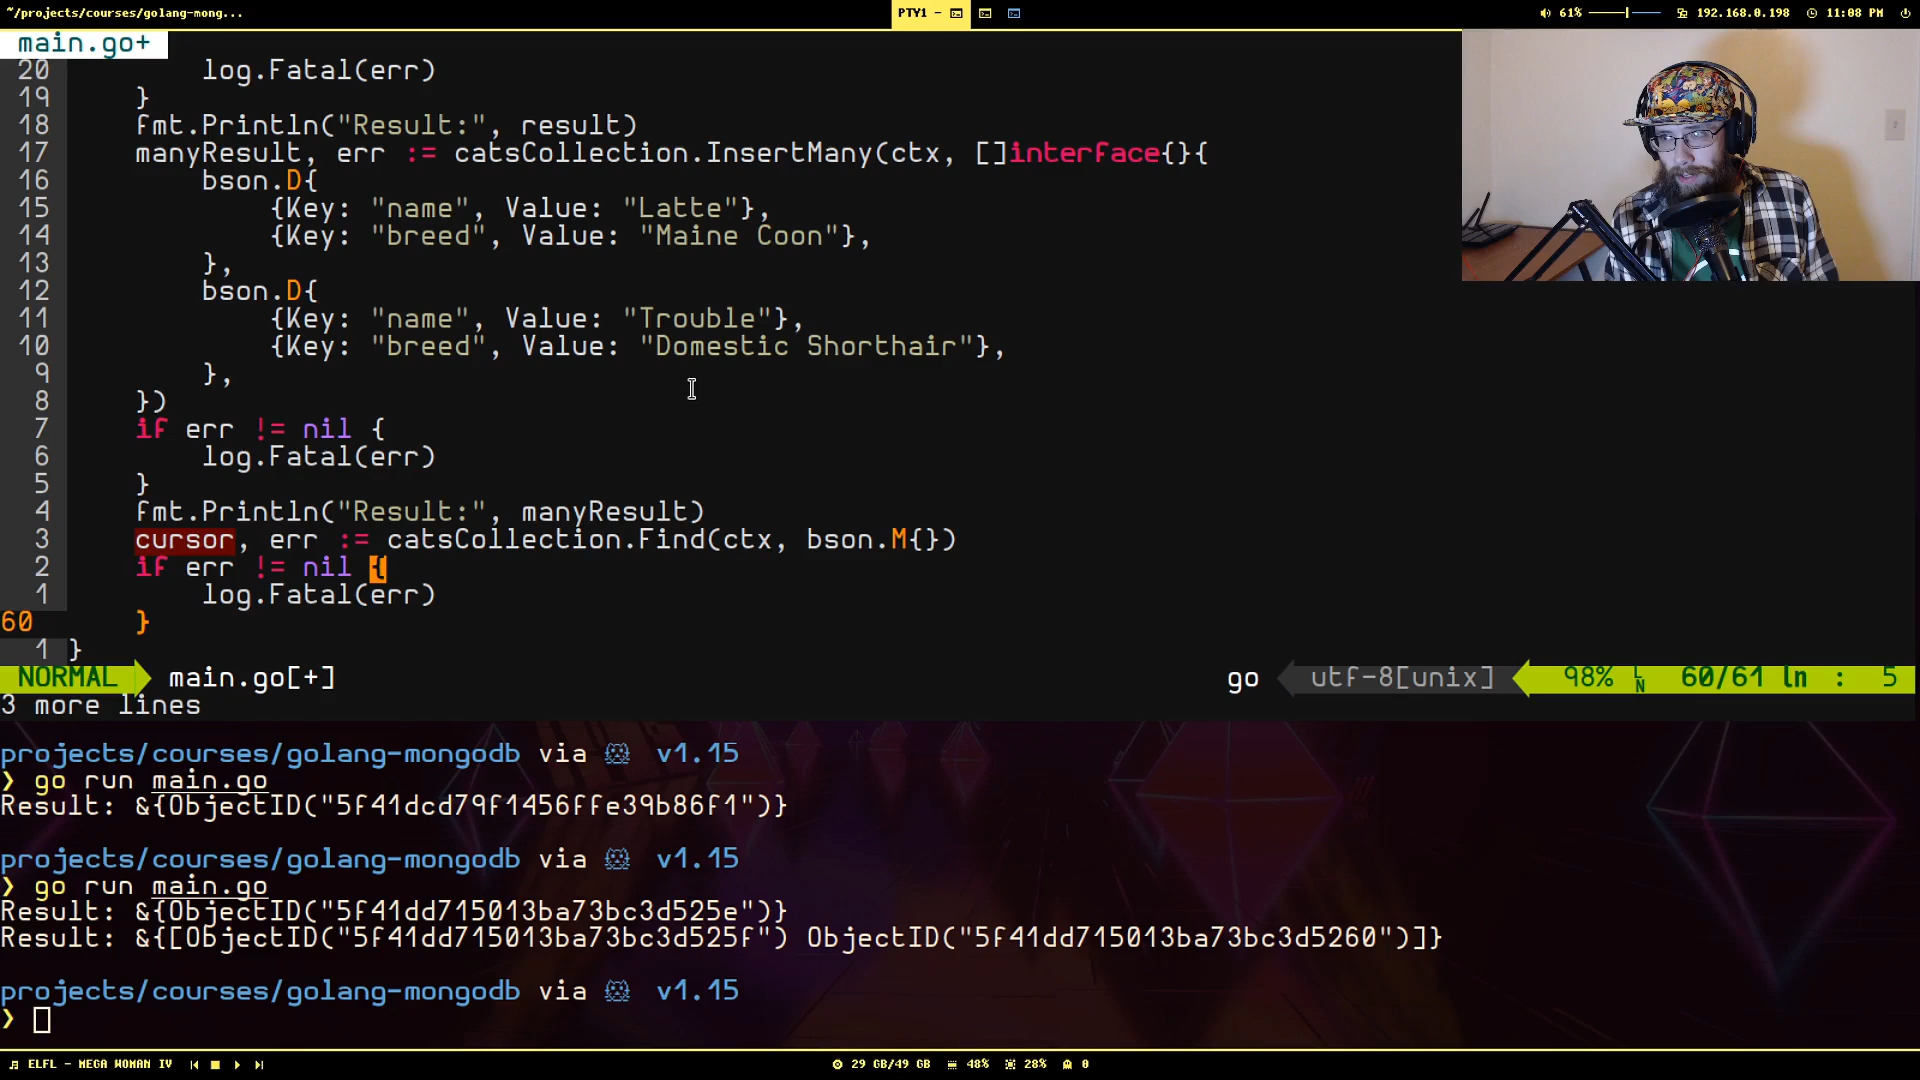 ~/projects/courses/golang-mong...
PTY1 -
61%
192.168.0.198
11:08 PM
main.go+
20 log.Fatal(err)
19 }
18 fmt.Println("Result:", result)
17 manyResult, err := catsCollection.InsertMany(ctx, []interface{}{
16 bson.D{
15 {Key: "name", Value: "Latte"},
14 {Key: "breed", Value: "Maine Coon"},
13 },
12 bson.D{
11 {Key: "name", Value: "Trouble"},
10 {Key: "breed", Value: "Domestic Shorthair"},
9 },
8 })
7 if err != nil {
6 log.Fatal(err)
5 }
4 fmt.Println("Result:", manyResult)
3 cursor, err := catsCollection.Find(ctx, bson.M{})
2 if err != nil {
1 log.Fatal(err)
60 }
1 }
NORMAL main.go[+] go utf-8[unix] 98% LN 60/61 ln : 5
3 more lines
projects/courses/golang-mongodb via v1.15
❯ go run main.go
Result: &{ObjectID("5f41dcd79f1456ffe39b86f1")}
projects/courses/golang-mongodb via v1.15
❯ go run main.go
Result: &{ObjectID("5f41dd715013ba73bc3d525e")}
Result: &{[ObjectID("5f41dd715013ba73bc3d525f") ObjectID("5f41dd715013ba73bc3d5260")]}
projects/courses/golang-mongodb via v1.15
❯
ELFL - MEGA WOMAN IV
29 GB/49 GB
48%
28%
0